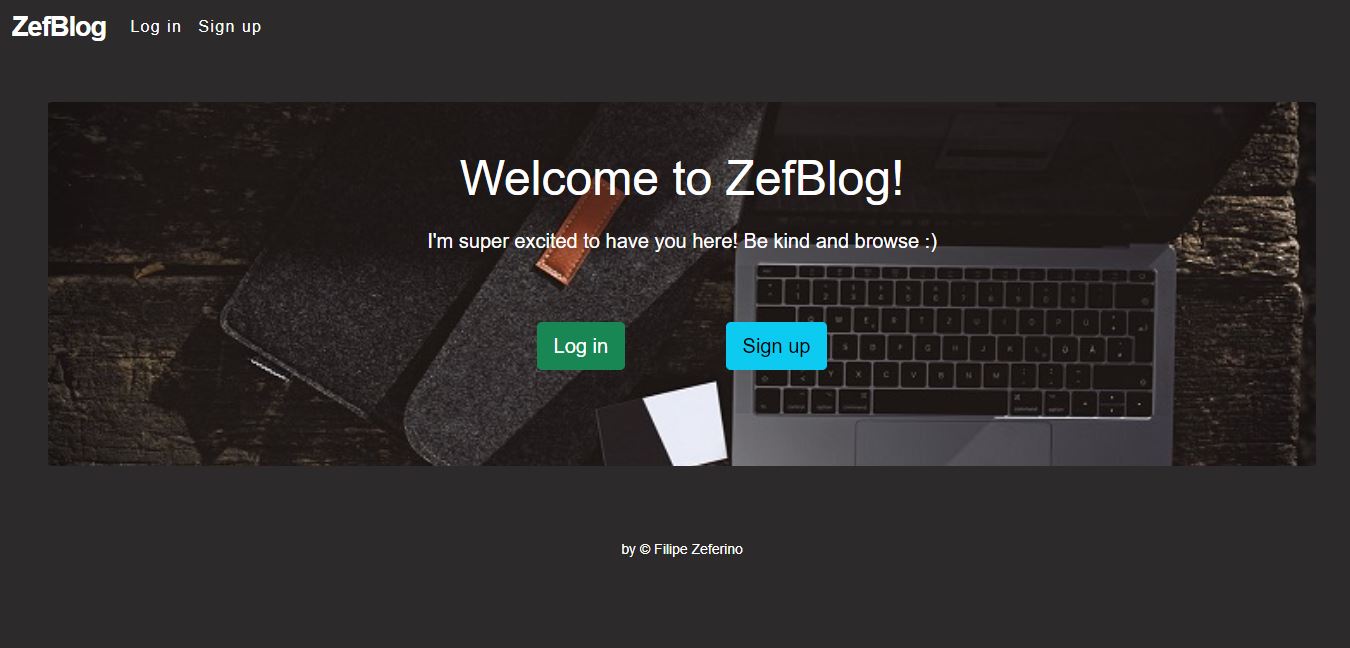 ZefBlog Log in Sign up
Welcome to ZefBlog!
I'm super excited to have you here! Be kind and browse :)
Log in Sign up
by © Filipe Zeferino